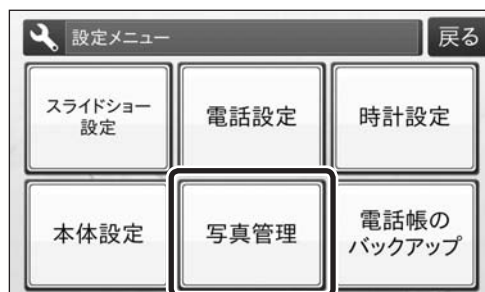 設定メニュー
戻る
スライドショー
設定
電話設定
時計設定
本体設定
写真管理
電話帳の
バックアップ